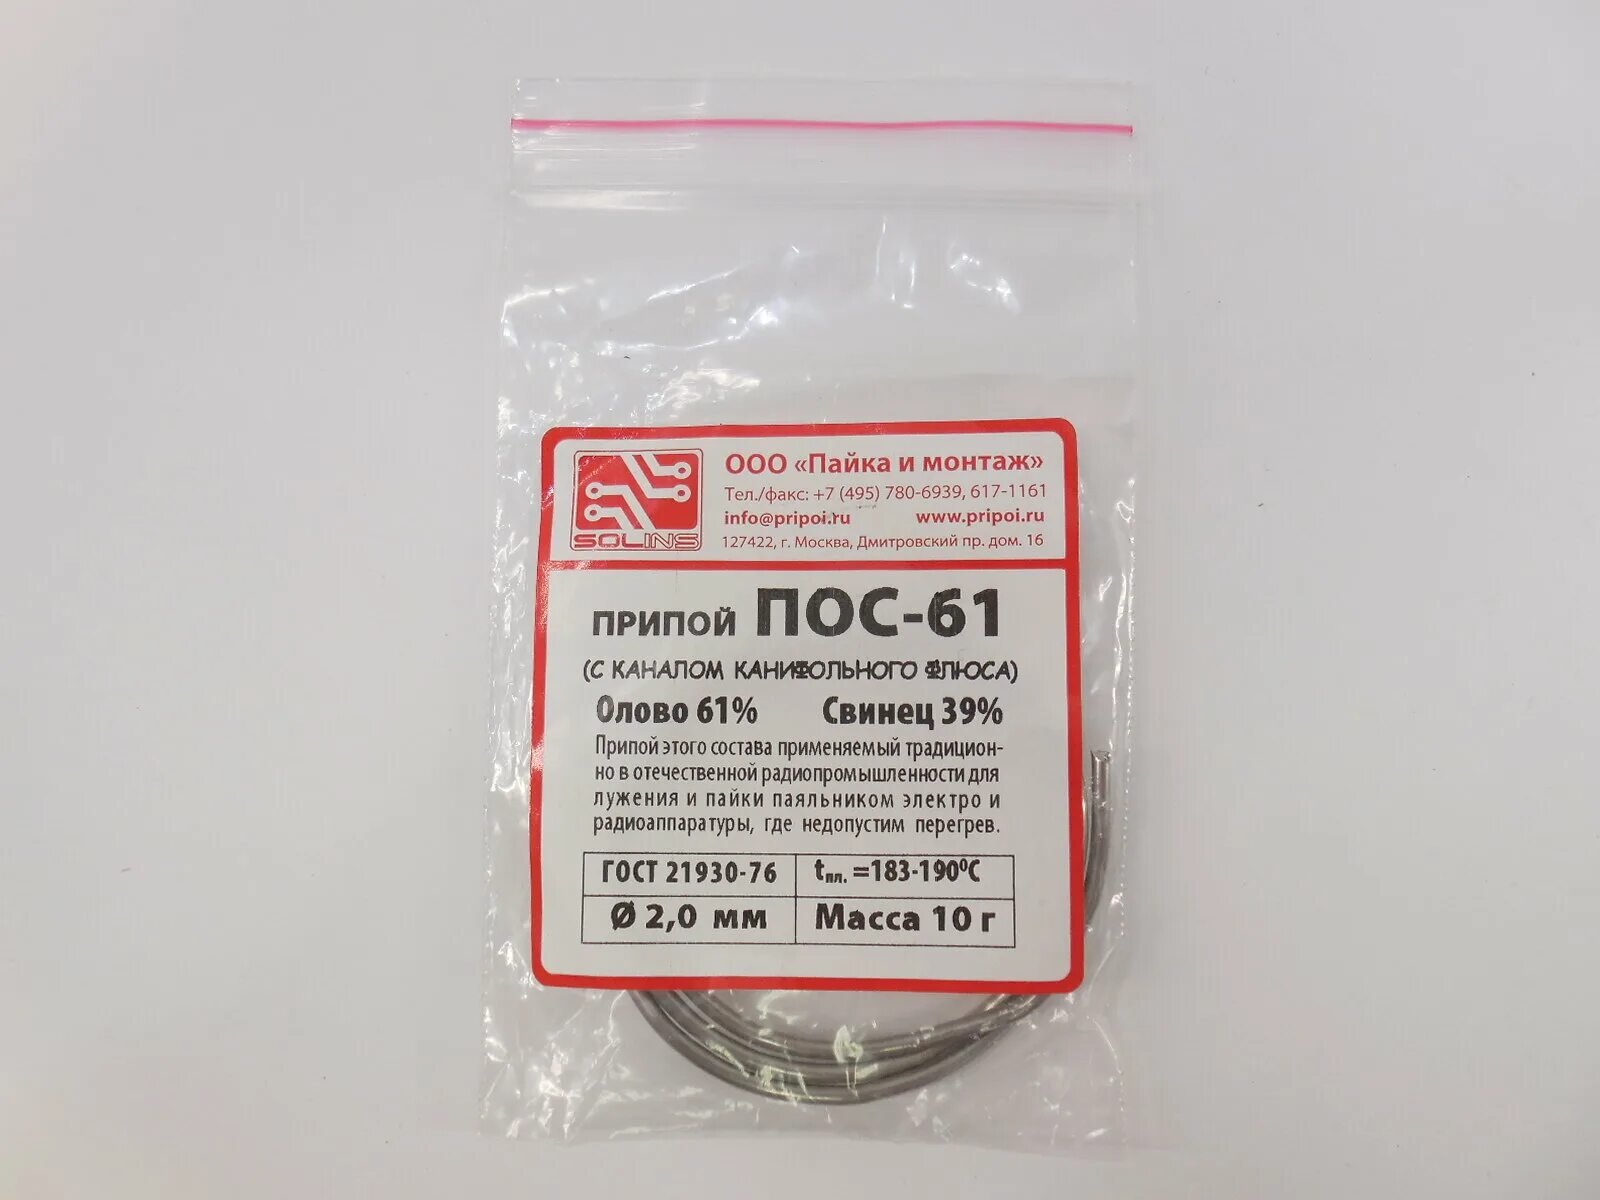 SOLINS
ООО «Пайка и монтаж»
Тел./факс: +7 (495) 780-6939, 617-1161
info@pripoi.ru www.pripoi.ru
127422, г. Москва, Дмитровский пр. дом. 16
ПРИПОЙ ПОС-61
(С КАНАЛОМ КАНИФОЛЬНОГО ФЛЮСА)
Олово 61% Свинец 39%
Припой этого состава применяемый традицион-
но в отечественной радиопромышленности для
лужения и пайки паяльником электро и
радиоаппаратуры, где недопустим перегрев.
ГОСТ 21930-76 tпл. =183-190⁰С
Ø 2,0 мм Масса 10 г